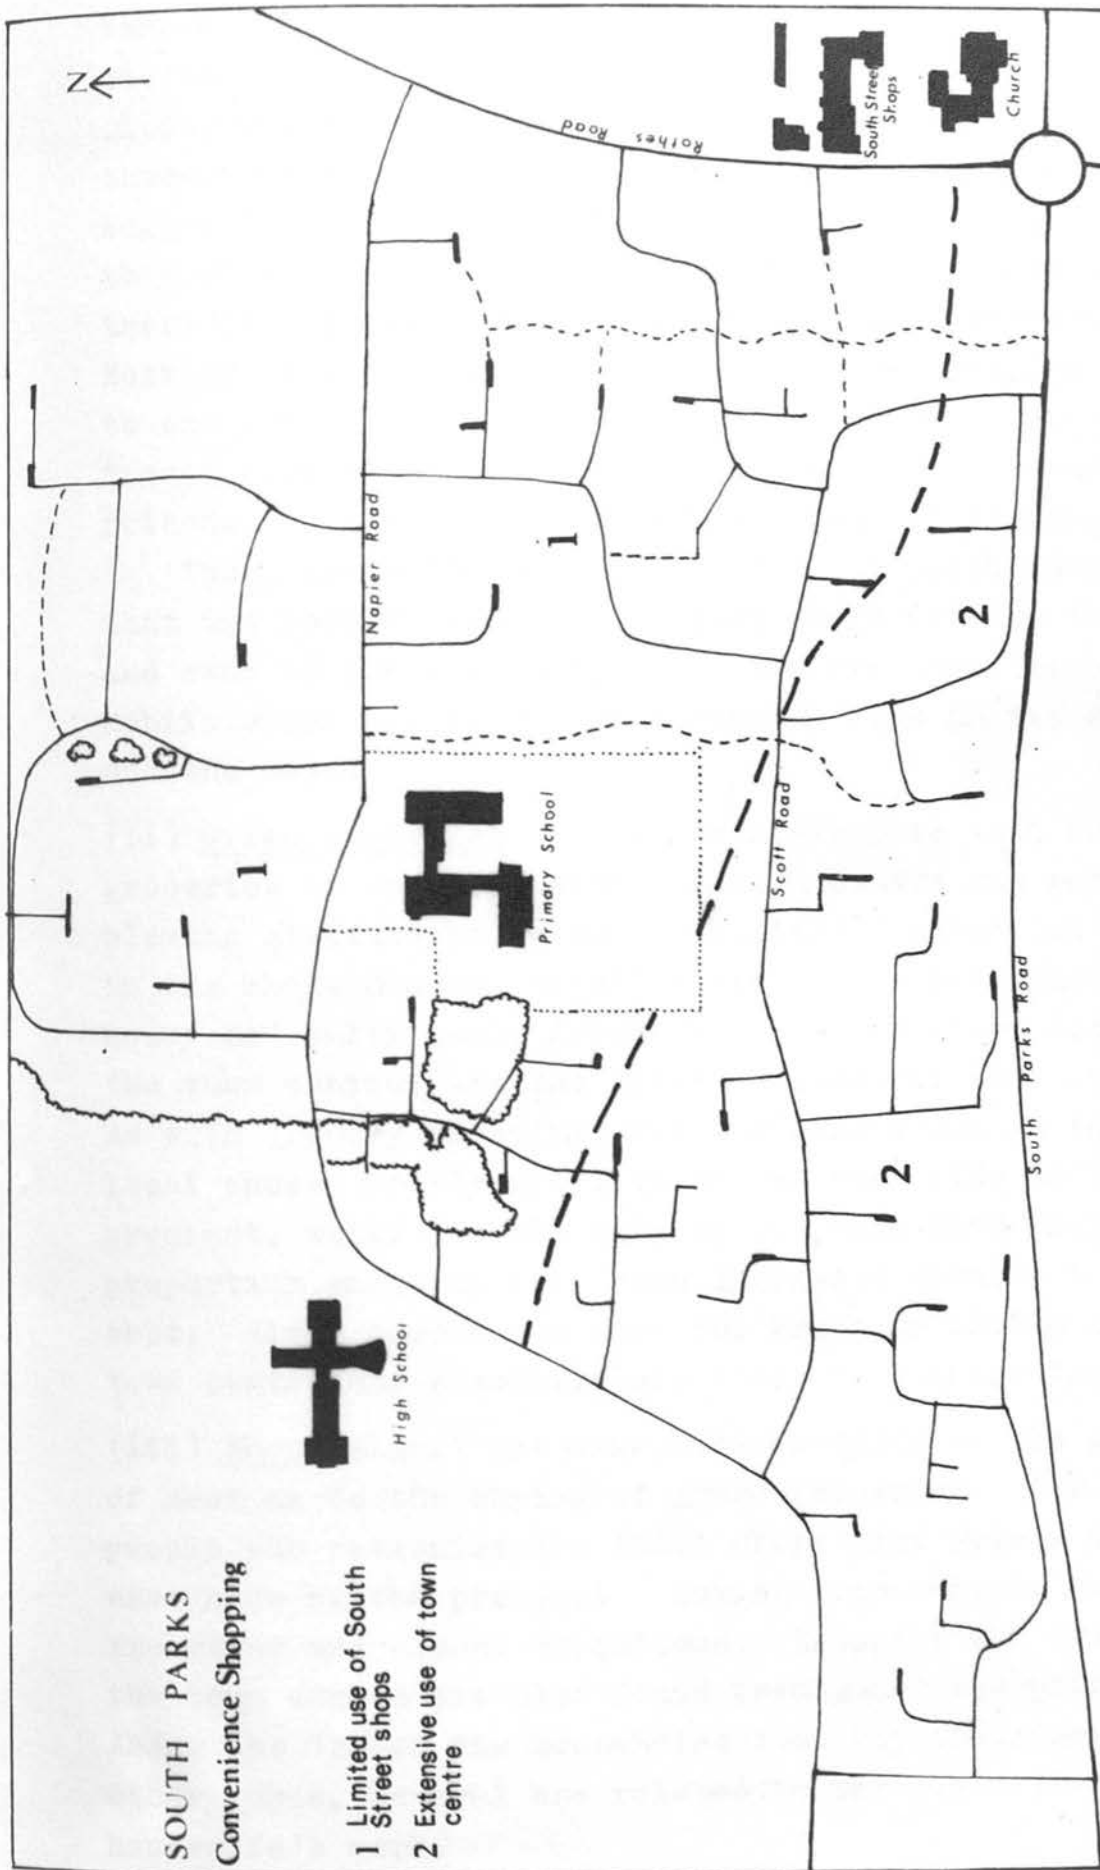 SOUTH PARKS
Convenience Shopping
1 Limited use of South
Street shops
2 Extensive use of town
centre
N
High School
Primary School
Napier Road
Scott Road
South Parks Road
Rothes Road
South Street
Shops
Church
1
1
2
2